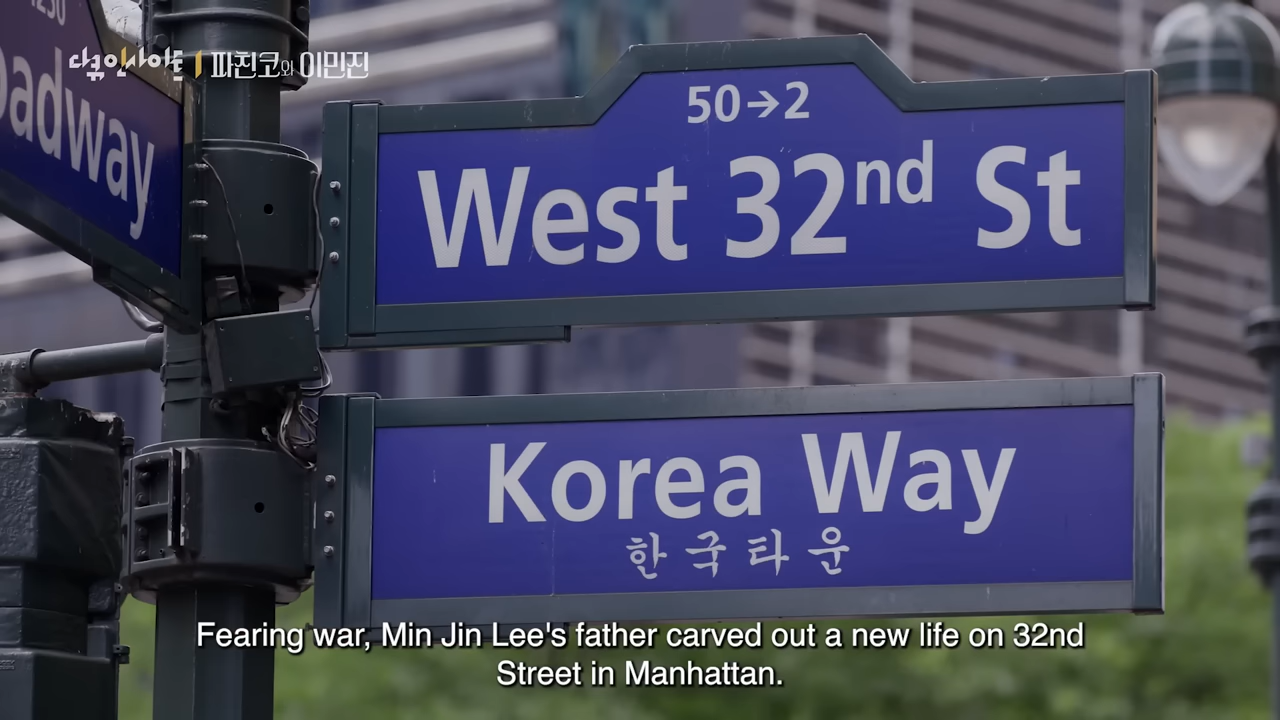 다큐인사이트 | 파친코와 이민진
50→2
West 32nd St
Korea Way
한국타운
Fearing war, Min Jin Lee's father carved out a new life on 32nd
Street in Manhattan.